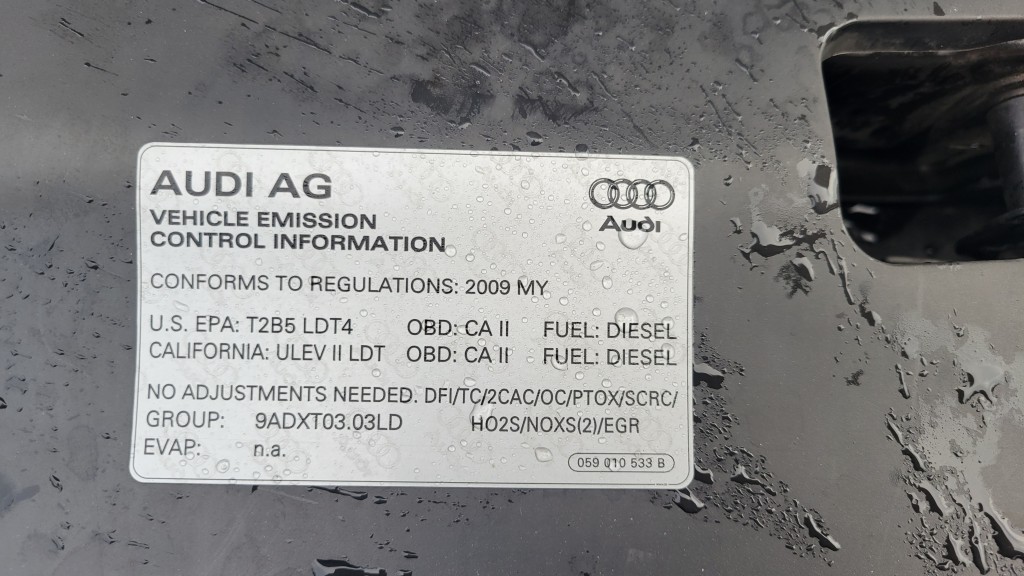 AUDI AG
Audi
VEHICLE EMISSION
CONTROL INFORMATION
CONFORMS TO REGULATIONS: 2009 MY
U.S. EPA: T2B5 LDT4 OBD: CA II FUEL: DIESEL
CALIFORNIA: ULEV II LDT OBD: CA II FUEL: DIESEL
NO ADJUSTMENTS NEEDED. DFI/TC/2CAC/OC/PTOX/SCRC/
GROUP: 9ADXT03.03LD HO2S/NOXS(2)/EGR
EVAP: n.a.
059 010 533 B